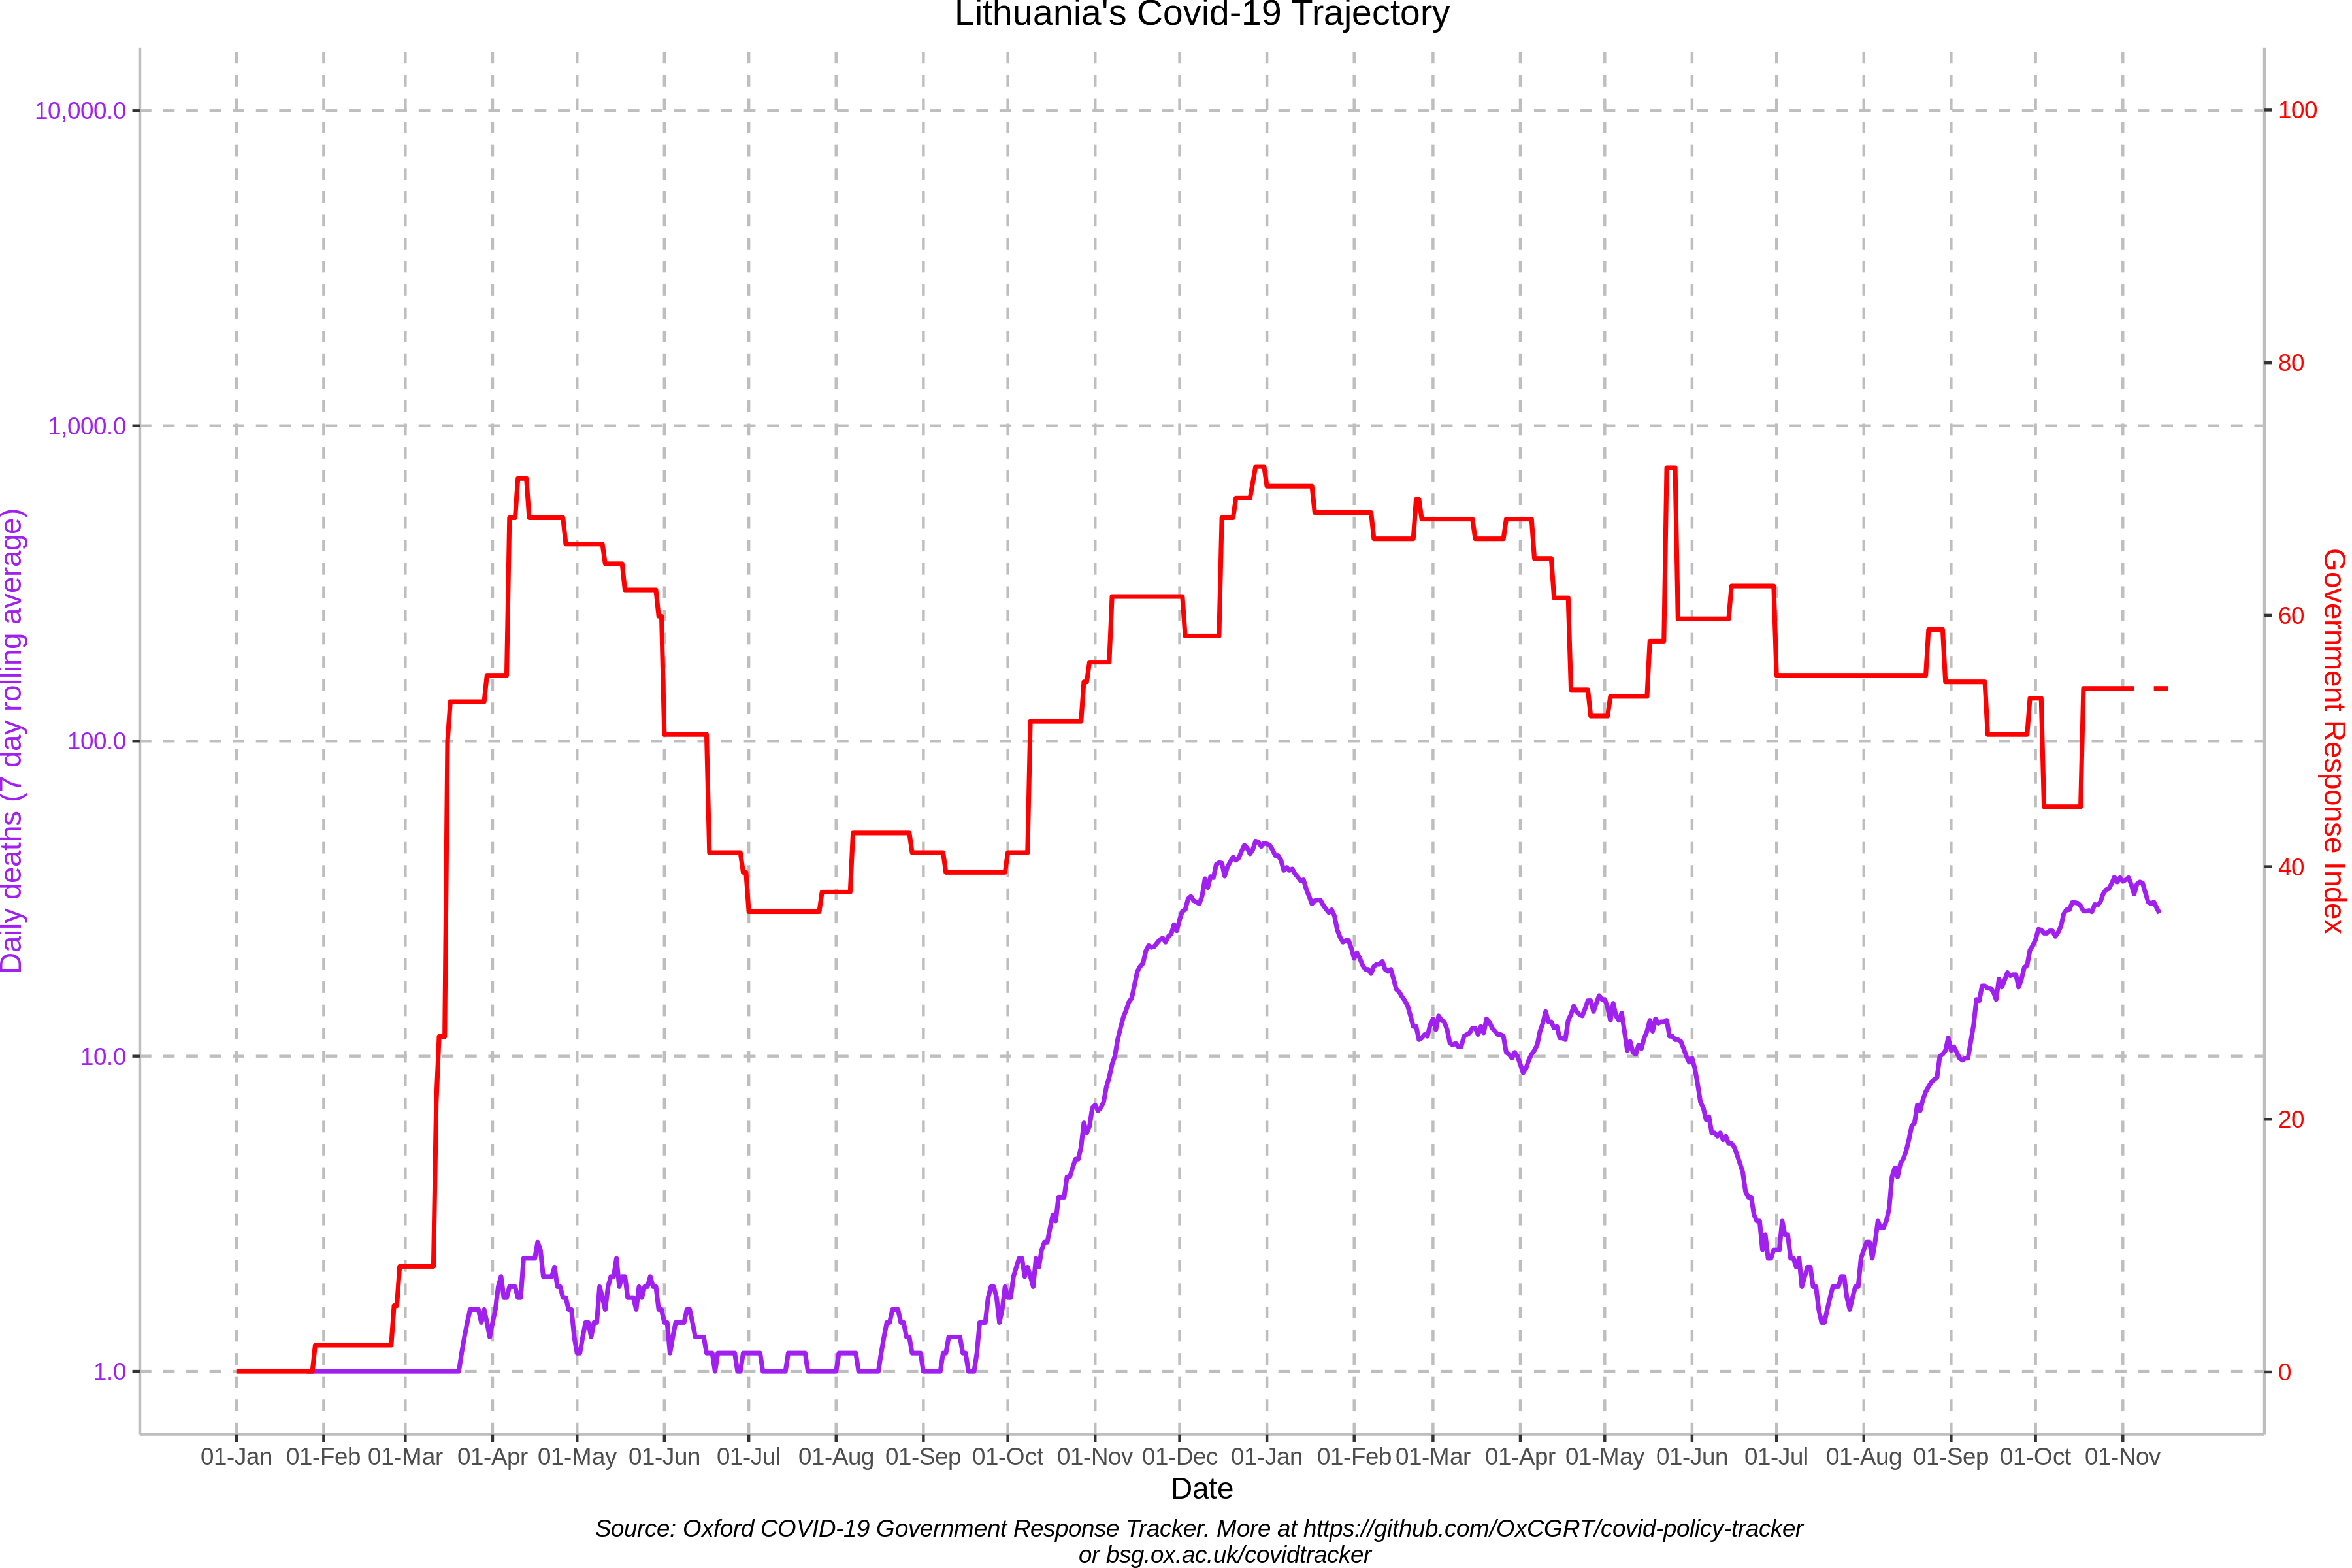 Lithuania's Covid-19 Trajectory
10,000.0
1,000.0
100.0
10.0
1.0
Daily deaths (7 day rolling average)
100
80
60
40
20
0
Government Response Index
01-Jan 01-Feb 01-Mar 01-Apr 01-May 01-Jun 01-Jul 01-Aug 01-Sep 01-Oct 01-Nov 01-Dec 01-Jan 01-Feb 01-Mar 01-Apr 01-May 01-Jun 01-Jul 01-Aug 01-Sep 01-Oct 01-Nov
Date
Source: Oxford COVID-19 Government Response Tracker. More at https://github.com/OxCGRT/covid-policy-tracker
or bsg.ox.ac.uk/covidtracker